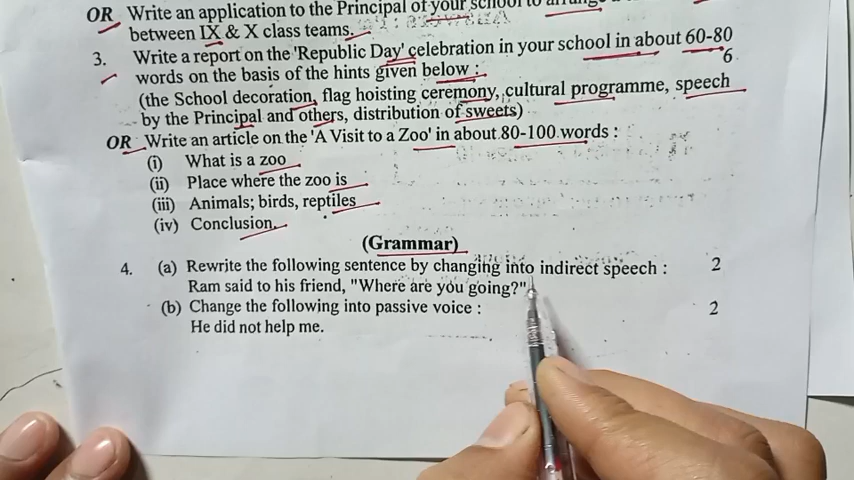 OR Write an application to the Principal of your school to arrange
between IX & X class teams.
3. Write a report on the 'Republic Day' celebration in your school in about 60-80
words on the basis of the hints given below : 6
(the School decoration, flag hoisting ceremony, cultural programme, speech
by the Principal and others, distribution of sweets)
OR Write an article on the 'A Visit to a Zoo' in about 80-100 words :
(i) What is a zoo
(ii) Place where the zoo is
(iii) Animals; birds, reptiles
(iv) Conclusion.
(Grammar)
4. (a) Rewrite the following sentence by changing into indirect speech : 2
Ram said to his friend, "Where are you going?"
(b) Change the following into passive voice : 2
He did not help me.